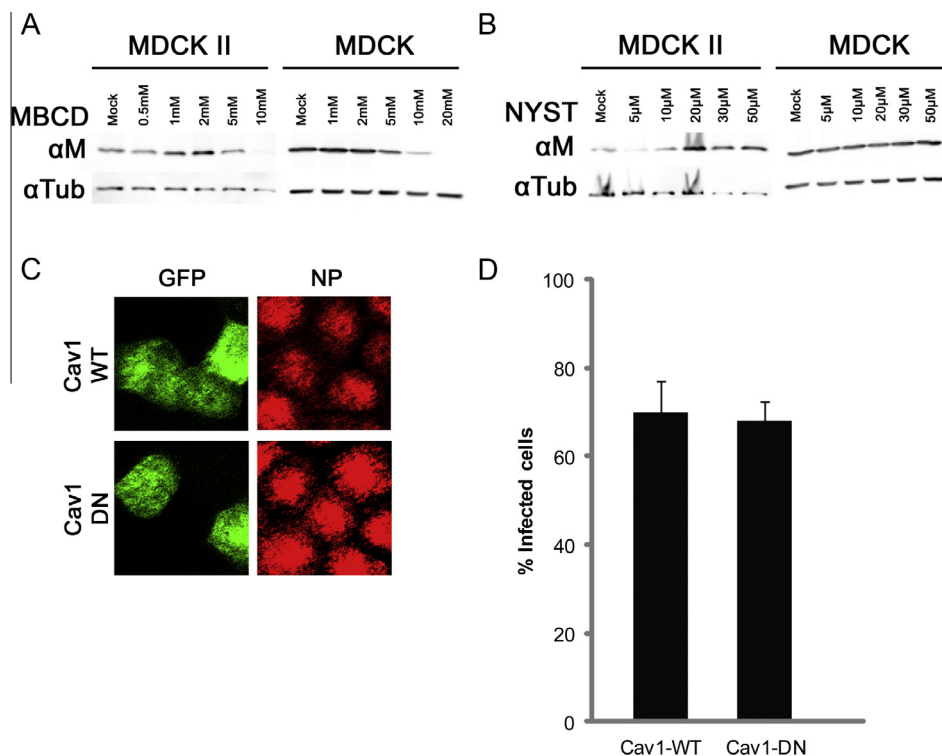 A
MDCK II MDCK
MBCD Mock 0.5mM 1mM 2mM 5mM 10mM Mock 1mM 2mM 5mM 10mM 20mM
αM
αTub
B
MDCK II MDCK
NYST Mock 5µM 10µM 20µM 30µM 50µM Mock 5µM 10µM 20µM 30µM 50µM
αM
αTub
C
GFP NP
Cav1 WT
Cav1 DN
D
% Infected cells
100
80
60
40
20
0
Cav1-WT Cav1-DN